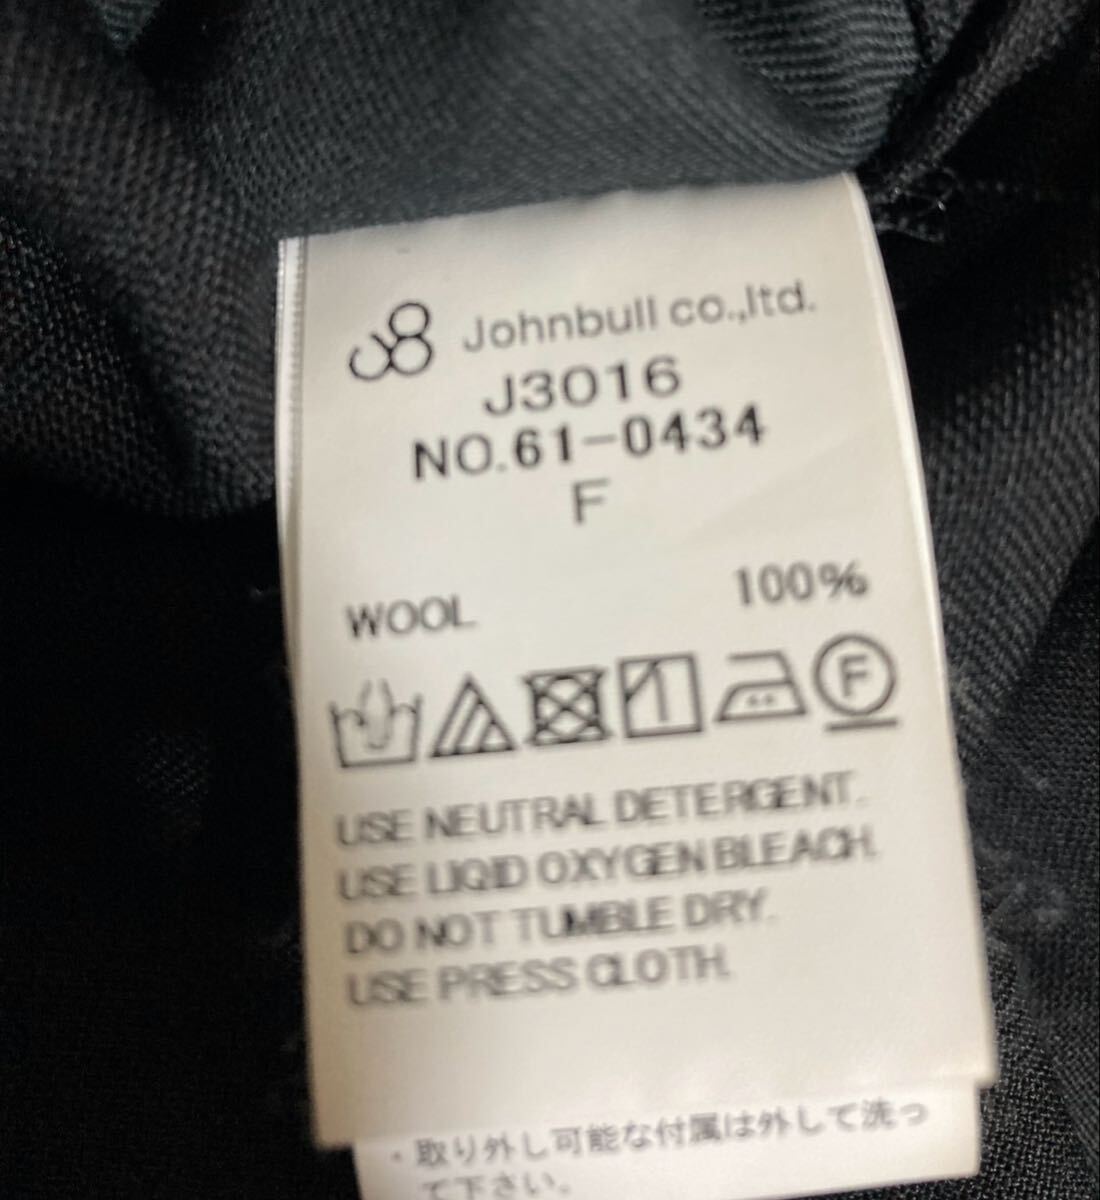 Johnbull co.,ltd.
J3016
NO.61-0434
F
WOOL 100%
F
USE NEUTRAL DETERGENT.
USE LIQID OXYGEN BLEACH.
DO NOT TUMBLE DRY.
USE PRESS CLOTH.
・取り外し可能な付属は外して洗っ
て下さい。